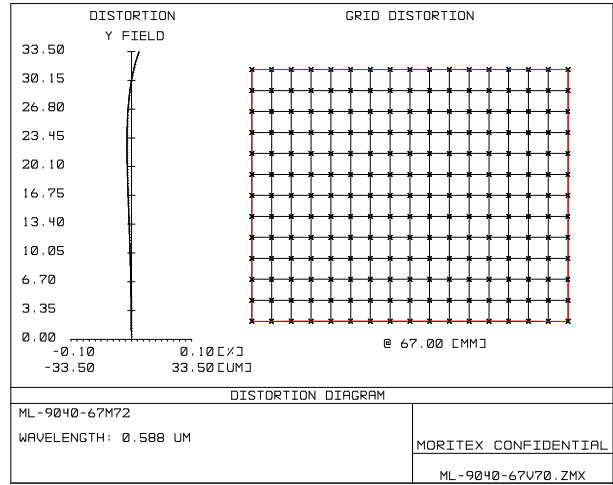 DISTORTION
Y FIELD
GRID DISTORTION
33.50
30.15
26.80
23.45
20.10
16.75
13.40
10.05
6.70
3.35
0.00
-0.10 0.10[%]
-33.50 33.50[UM]
@ 67.00 [MM]
DISTORTION DIAGRAM
ML-9040-67M72
WAVELENGTH: 0.588 UM
MORITEX CONFIDENTIAL
ML-9040-67V70.ZMX